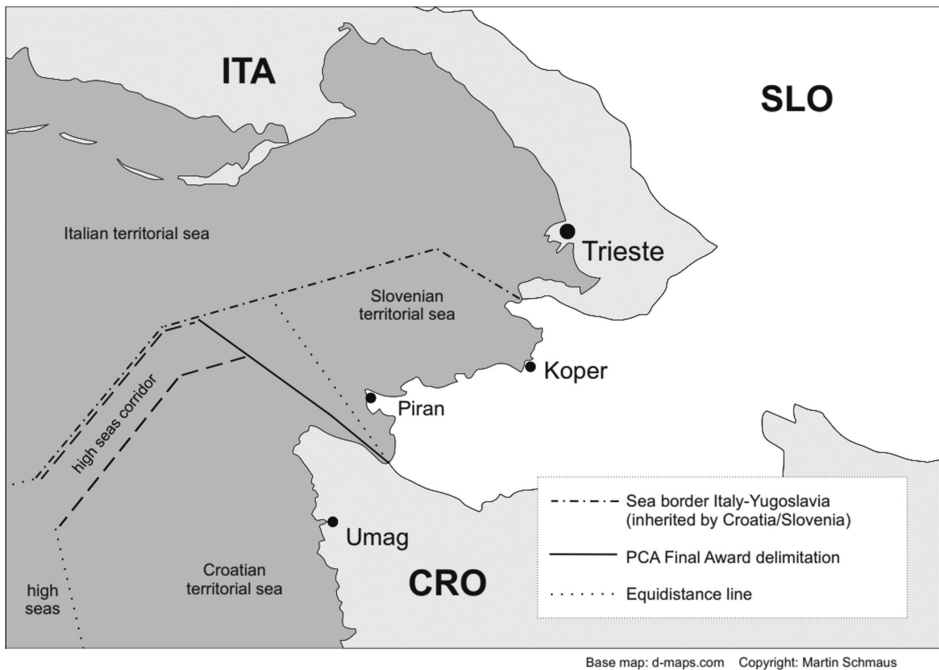 ITA
SLO
Italian territorial sea
Trieste
Slovenian
territorial sea
Koper
high seas corridor
Piran
Umag
Croatian
territorial sea
CRO
high
seas
Sea border Italy-Yugoslavia
(inherited by Croatia/Slovenia)
PCA Final Award delimitation
Equidistance line
Base map: d-maps.com Copyright: Martin Schmaus